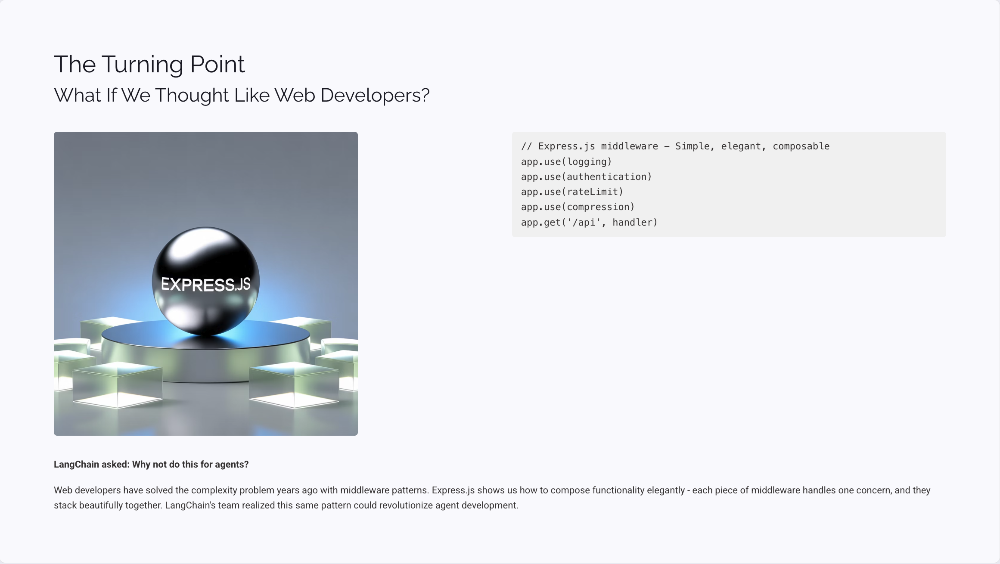 The Turning Point
What If We Thought Like Web Developers?
EXPRESS.JS
// Express.js middleware – Simple, elegant, composable
app.use(logging)
app.use(authentication)
app.use(rateLimit)
app.use(compression)
app.get('/api', handler)
LangChain asked: Why not do this for agents?
Web developers have solved the complexity problem years ago with middleware patterns. Express.js shows us how to compose functionality elegantly - each piece of middleware handles one concern, and they
stack beautifully together. LangChain's team realized this same pattern could revolutionize agent development.